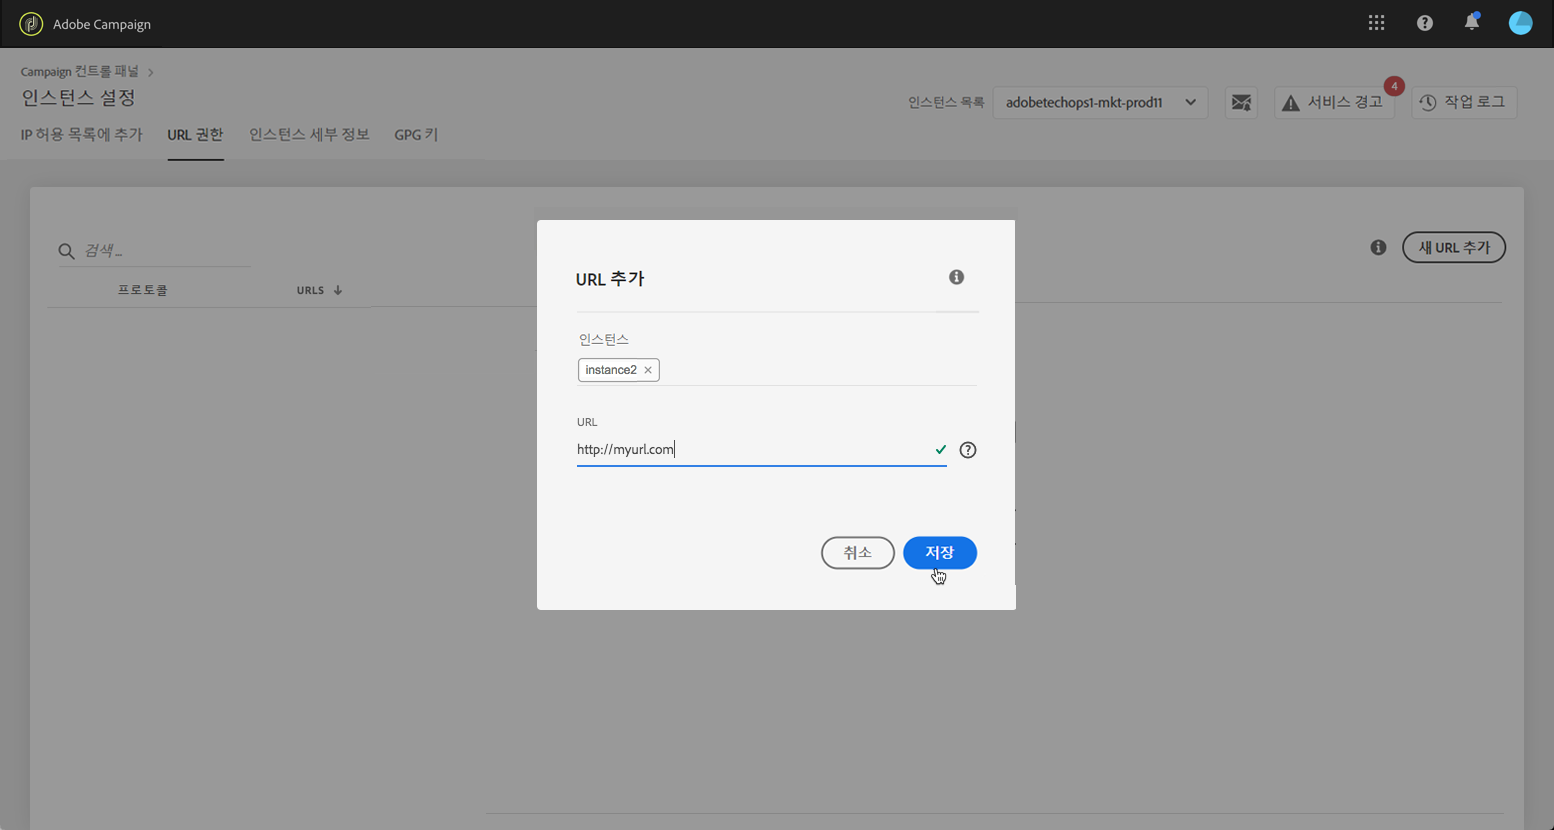 Adobe Campaign
Campaign 컨트롤 패널
인스턴스 설정
인스턴스 목록
adobetechops1-mkt-prod11
서비스 경고
4
작업 로그
IP 허용 목록에 추가
URL 권한
인스턴스 세부 정보
GPG 키
검색...
새 URL 추가
프로토콜
URLS
URL 추가
인스턴스
instance2
URL
http://myurl.com
취소
저장